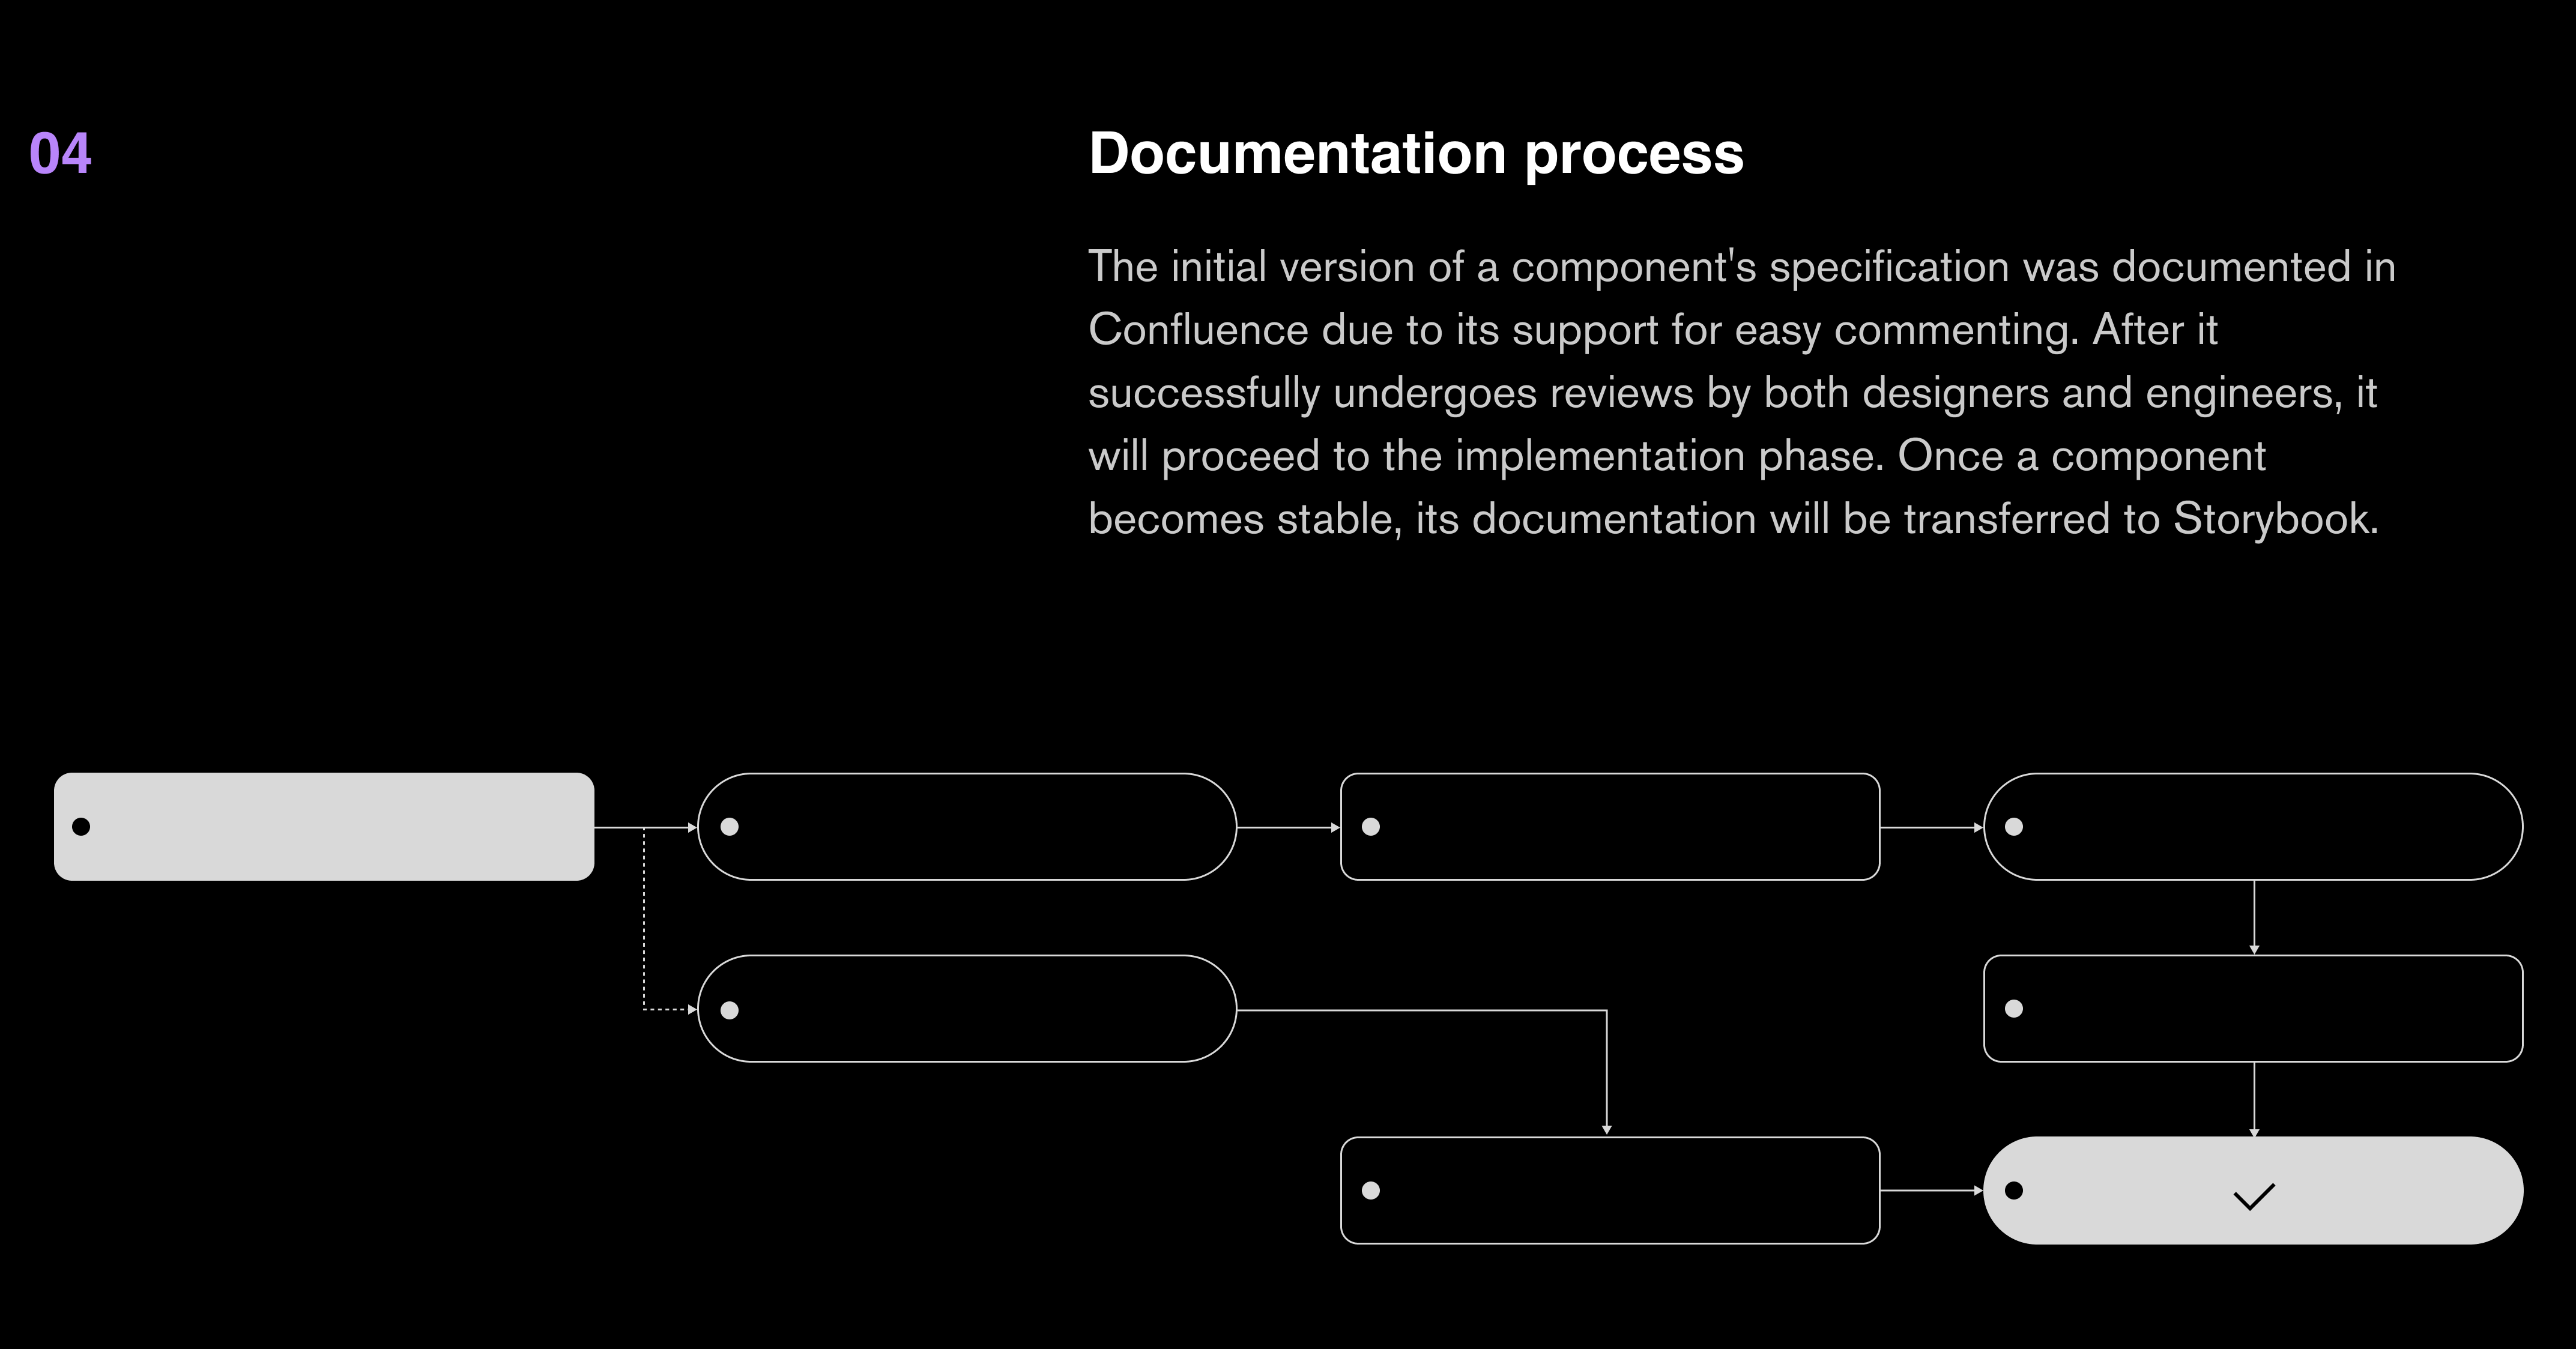 04
Documentation process
The initial version of a component's specification was documented in
Confluence due to its support for easy commenting. After it
successfully undergoes reviews by both designers and engineers, it
will proceed to the implementation phase. Once a component
becomes stable, its documentation will be transferred to Storybook.